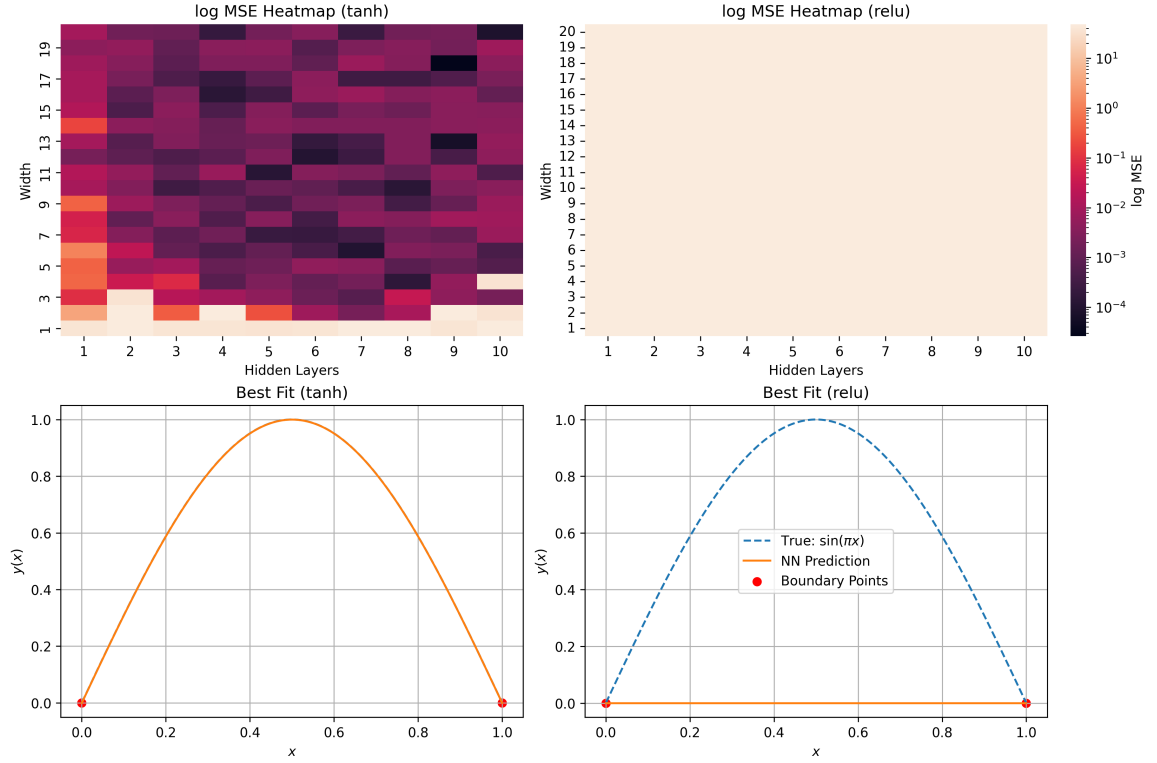 log MSE Heatmap (tanh)
Width
19
17
15
13
11
9
7
5
3
1
1 2 3 4 5 6 7 8 9 10
Hidden Layers
log MSE Heatmap (relu)
Width
20
19
18
17
16
15
14
13
12
11
10
9
8
7
6
5
4
3
2
1
1 2 3 4 5 6 7 8 9 10
Hidden Layers
10¹
10⁰
10⁻¹
10⁻²
10⁻³
10⁻⁴
log MSE
Best Fit (tanh)
y(x)
1.0
0.8
0.6
0.4
0.2
0.0
0.0 0.2 0.4 0.6 0.8 1.0
x
Best Fit (relu)
y(x)
1.0
0.8
0.6
0.4
0.2
0.0
True: sin(πx)
NN Prediction
Boundary Points
0.0 0.2 0.4 0.6 0.8 1.0
x